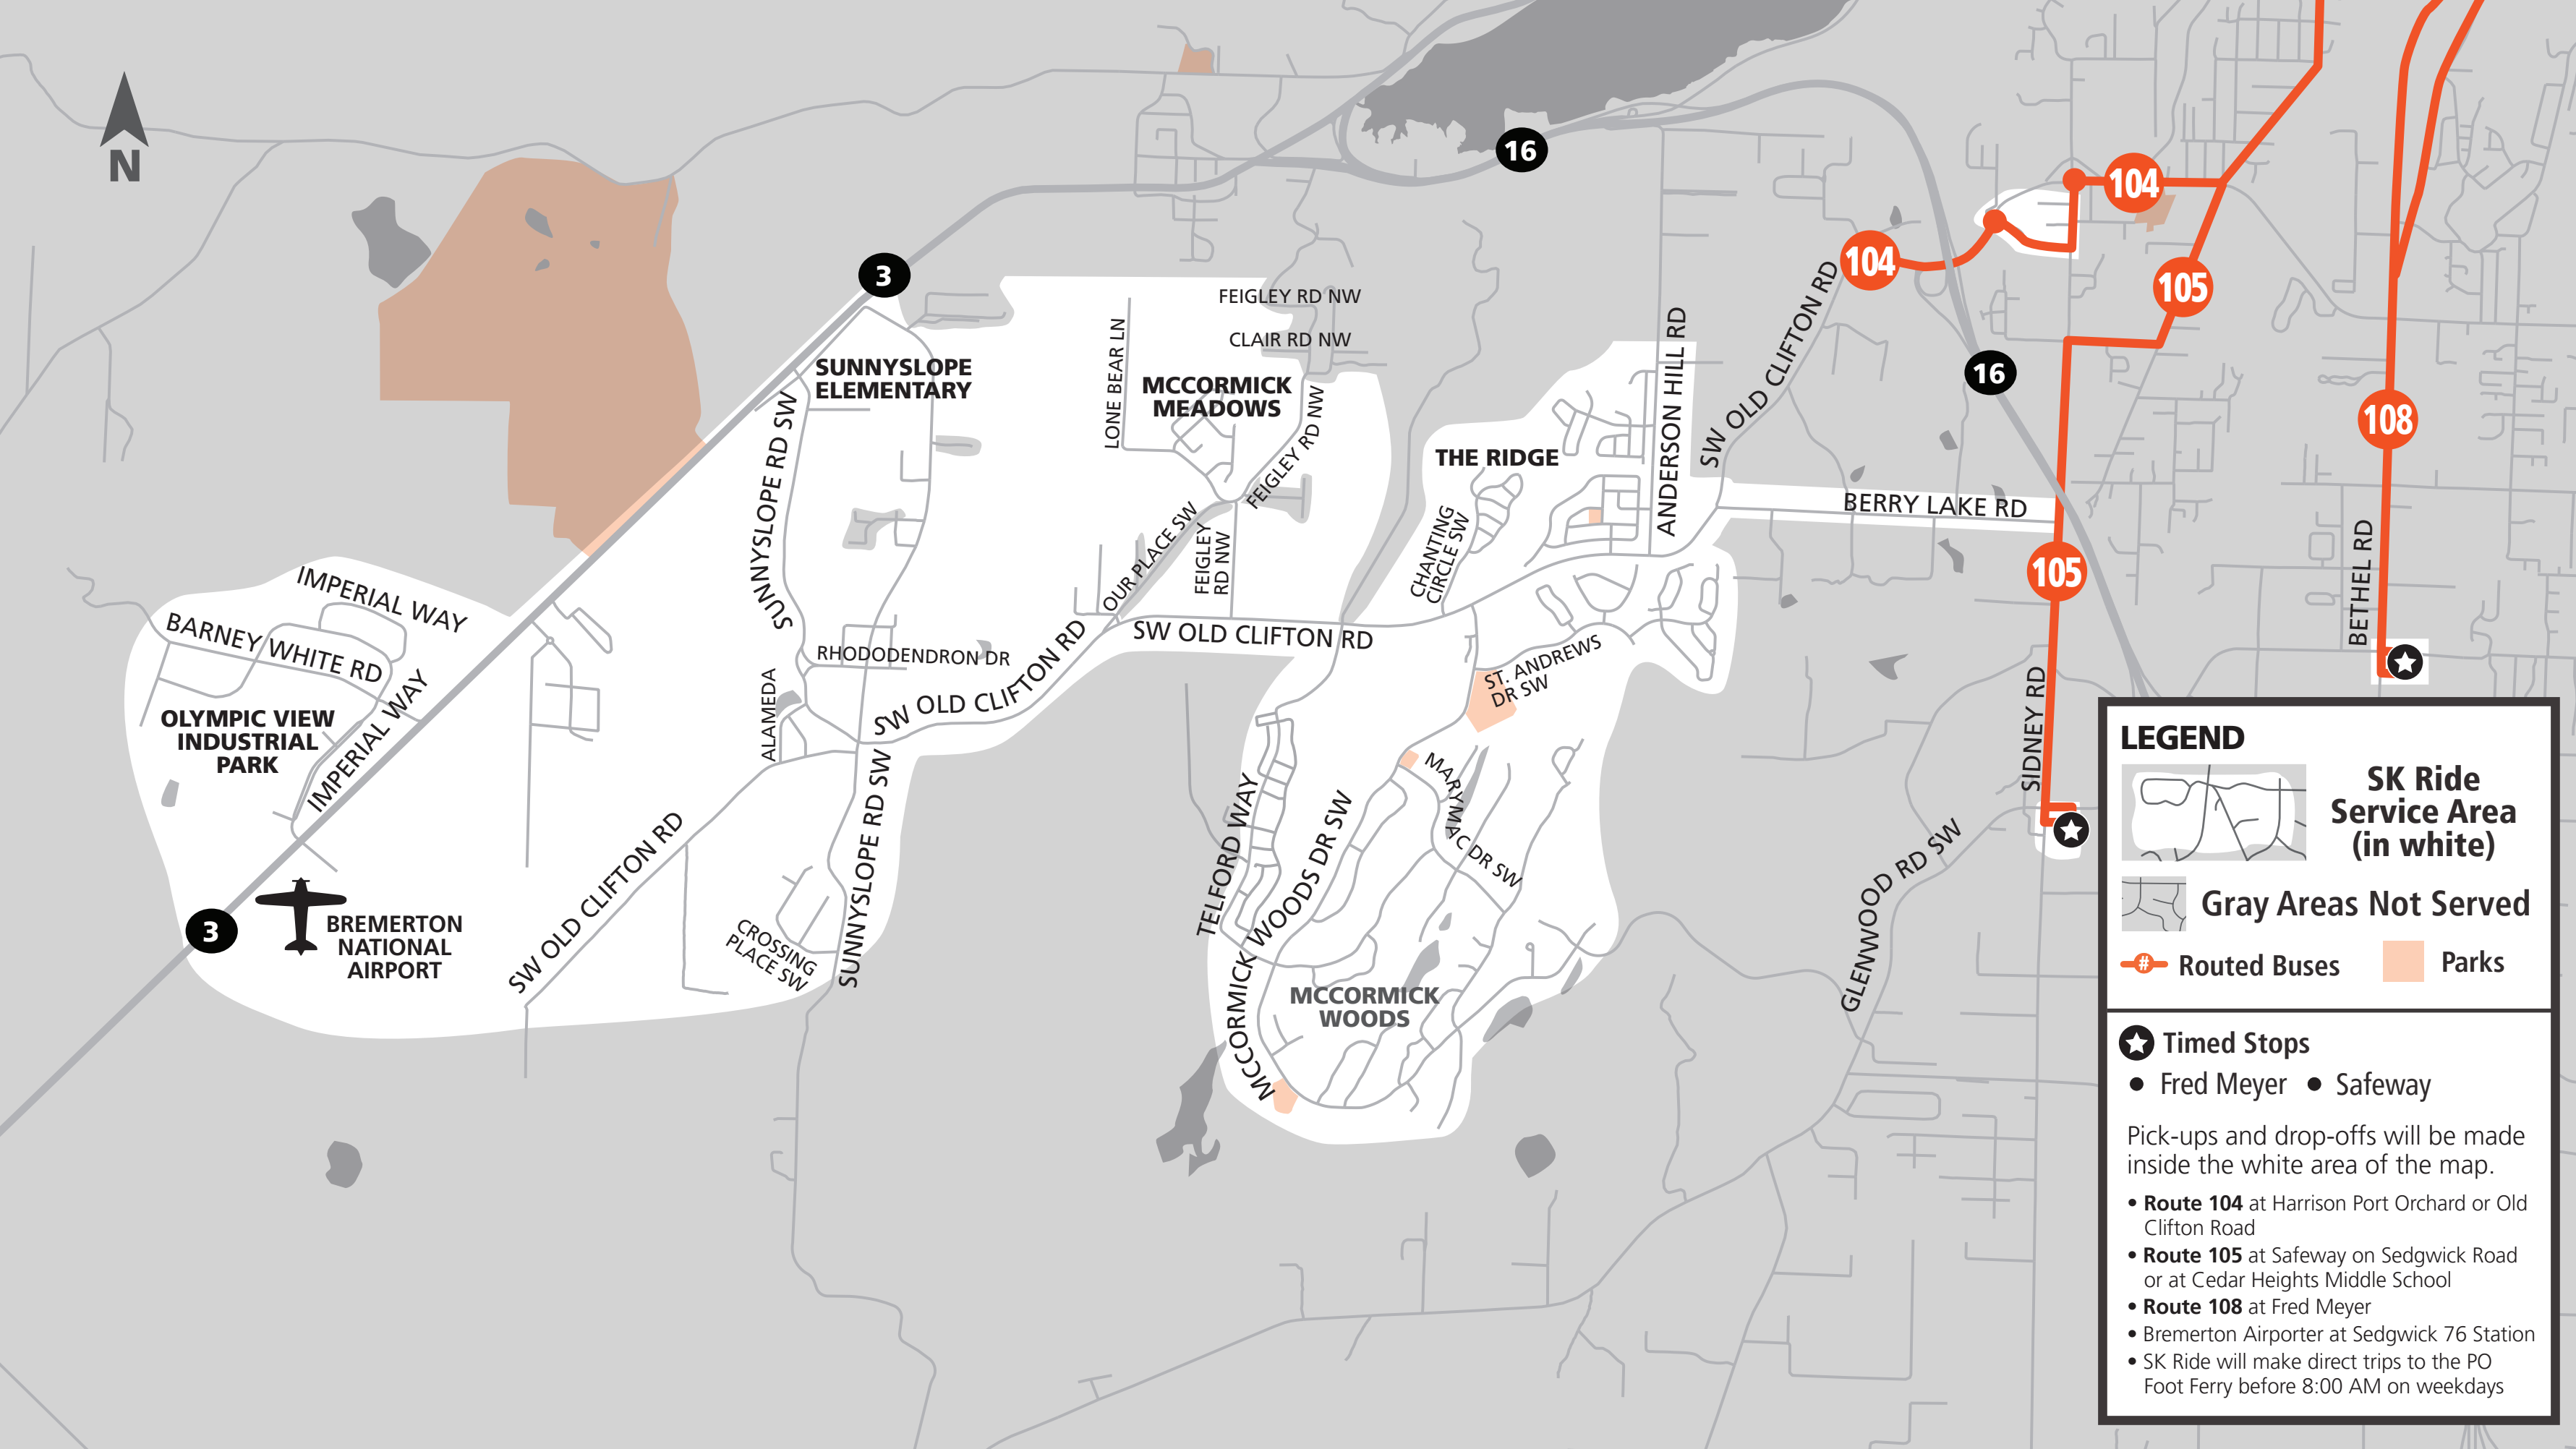 N
16
104
104
3
105
FEIGLEY RD NW
CLAIR RD NW
LONE BEAR LN
SUNNYSLOPE
ELEMENTARY
MCCORMICK
MEADOWS
ANDERSON HILL RD
SW OLD CLIFTON RD
16
108
SUNNYSLOPE RD SW
FEIGLEY RD NW
THE RIDGE
BERRY LAKE RD
OUR PLACE SW
FEIGLEY
RD NW
CHANTING
CIRCLE SW
105
BETHEL RD
IMPERIAL WAY
BARNEY WHITE RD
SW OLD CLIFTON RD
RHODODENDRON DR
ST. ANDREWS
DR SW
ALAMEDA
SW OLD CLIFTON RD
IMPERIAL WAY
OLYMPIC VIEW
INDUSTRIAL
PARK
SIDNEY RD
MARYMAC DR SW
TELFORD WAY
SUNNYSLOPE RD SW
SW OLD CLIFTON RD
MCCORMICK WOODS DR SW
GLENWOOD RD SW
3
BREMERTON
NATIONAL
AIRPORT
CROSSING
PLACE SW
MCCORMICK
WOODS
LEGEND
SK Ride
Service Area
(in white)
Gray Areas Not Served
# Routed Buses
Parks
Timed Stops
• Fred Meyer • Safeway
Pick-ups and drop-offs will be made
inside the white area of the map.
• Route 104 at Harrison Port Orchard or Old
Clifton Road
• Route 105 at Safeway on Sedgwick Road
or at Cedar Heights Middle School
• Route 108 at Fred Meyer
• Bremerton Airporter at Sedgwick 76 Station
• SK Ride will make direct trips to the PO
Foot Ferry before 8:00 AM on weekdays